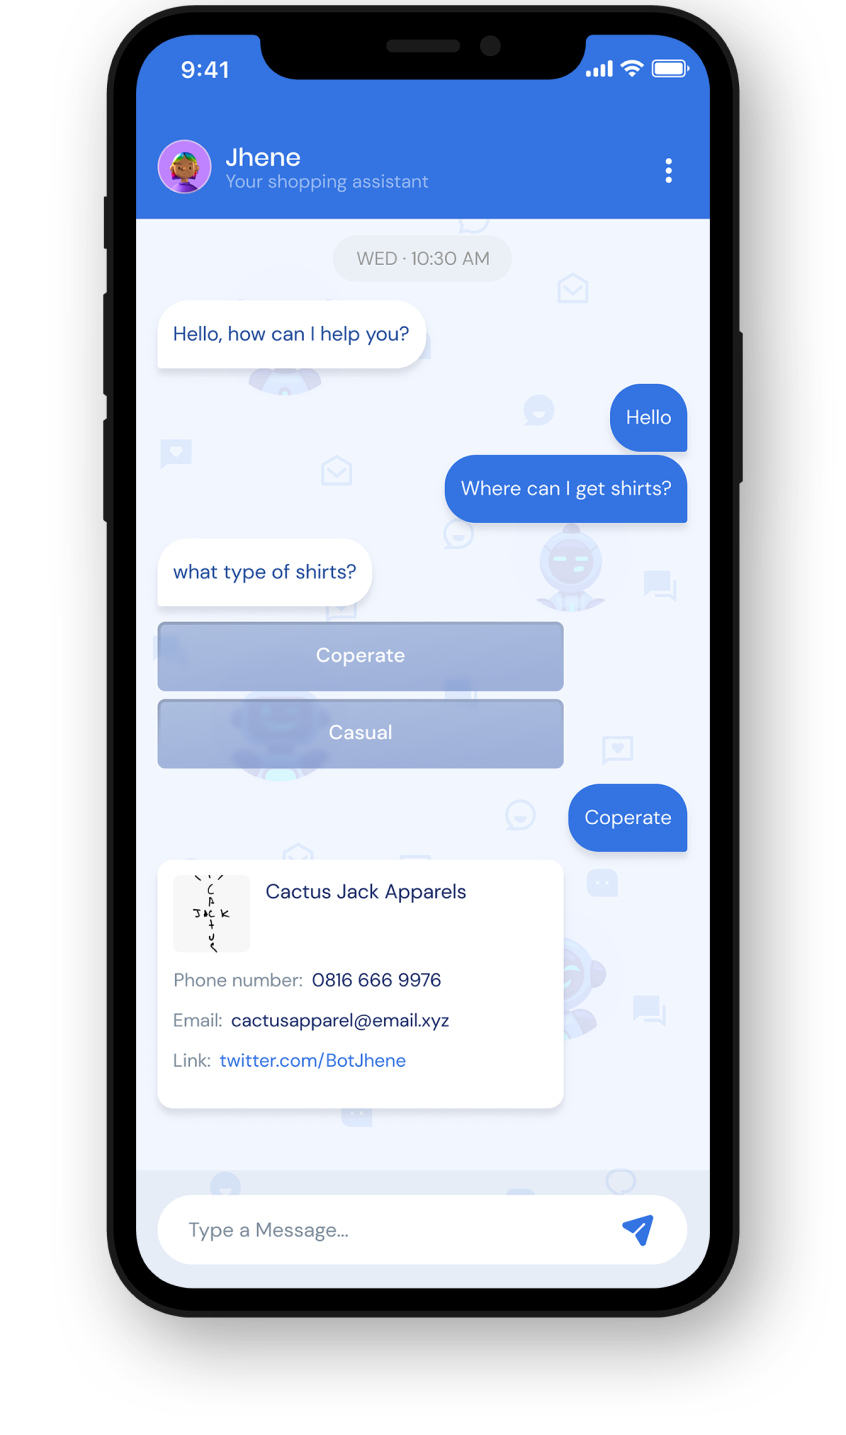 9:41
Jhene
Your shopping assistant
WED · 10:30 AM
Hello, how can I help you?
Hello
Where can I get shirts?
what type of shirts?
Coperate
Casual
Coperate
Cactus Jack Apparels
JACK
Phone number: 0816 666 9976
Email: cactusapparel@email.xyz
Link: twitter.com/BotJhene
Type a Message...